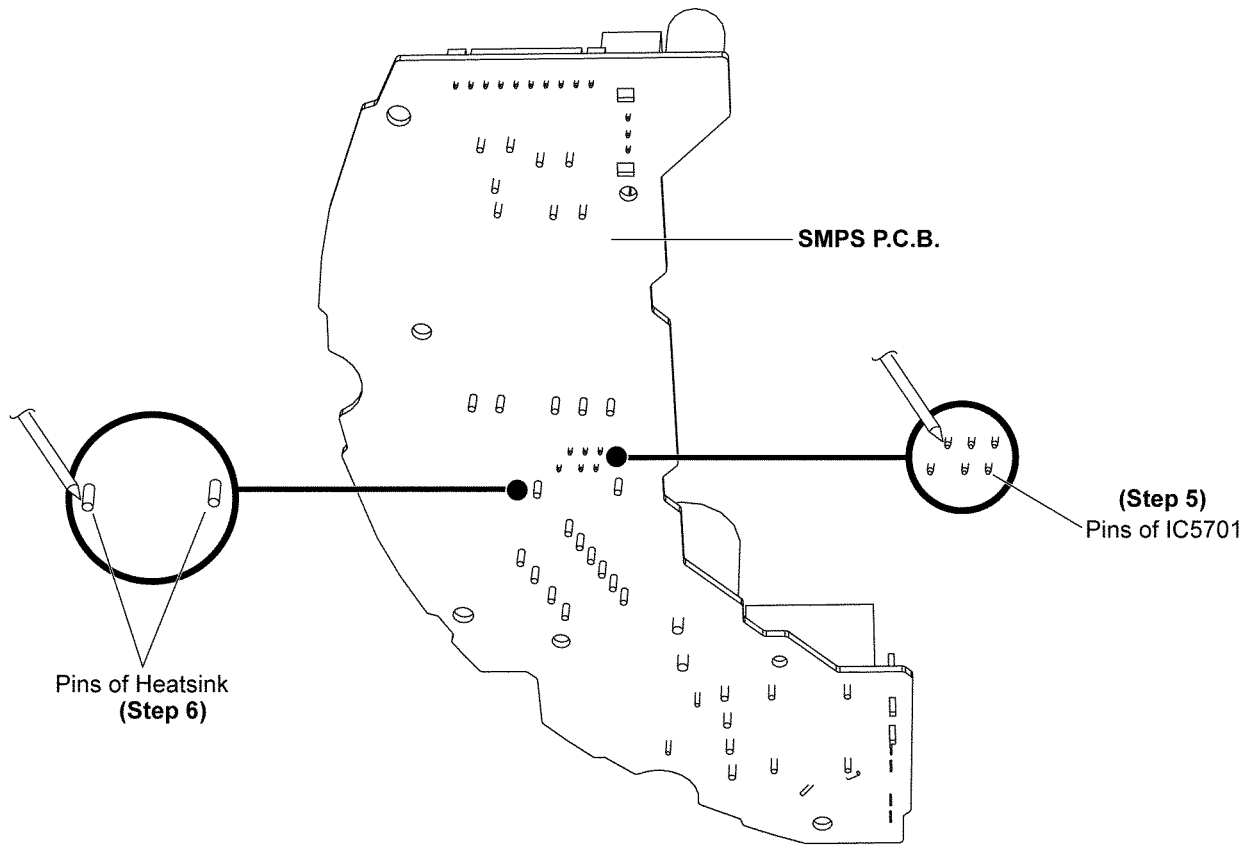 SMPS P.C.B.
(Step 5)
Pins of IC5701
Pins of Heatsink
(Step 6)